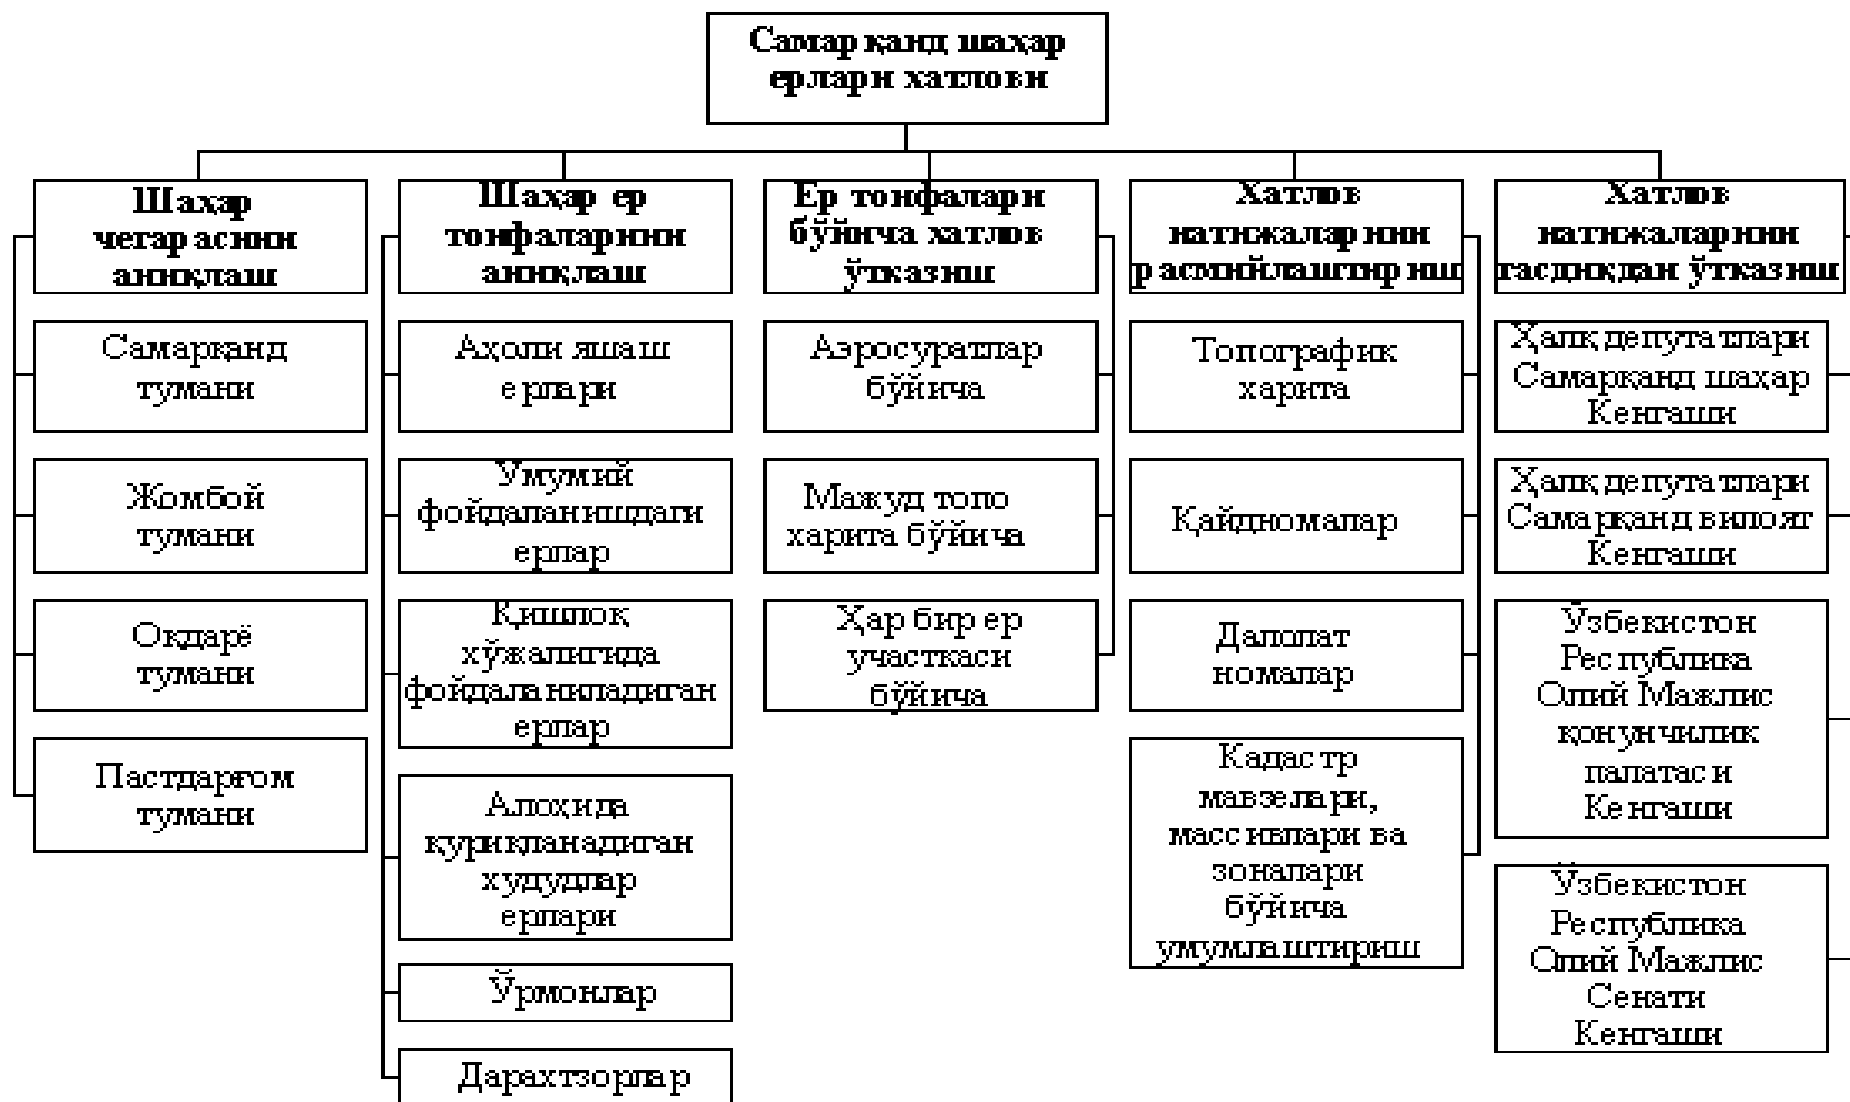 Самарқанд шаҳар
ерлари хатлови
Шаҳар
чегарасини
аниқлаш
Самарқанд
тумани
Жомбой
тумани
Оқдарё
тумани
Пастдарғом
тумани
Шаҳар ер
тоифаларини
аниқлаш
Аҳоли яшаш
ерлари
Умумий
фойдаланишдаги
ерлар
Қишлоқ
хўжалигида
фойдаланиладиган
ерлар
Алоҳида
қуриқланадиган
худудлар
ерлари
Ўрмонлар
Дарахтзорлар
Ер тоифалари
бўйича хатлов
ўтказиш
Аэросуратлар
бўйича
Мажуд топо
харита бўйича
Ҳар бир ер
участкаси
бўйича
Хатлов
натижаларини
расмийлаштириш
Топографик
харита
Қайдномалар
Далолат
номалар
Кадастр
мавзелари,
массивлари ва
зоналари
бўйича
умумлаштириш
Хатлов
натижаларини
тасдиқдан ўтказиш
Ҳалқ депутатлари
Самарқанд шаҳар
Кенгаши
Ҳалқ депутатлари
Самарқанд вилоят
Кенгаши
Ўзбекистон
Республика
Олий Мажлис
қонунчилик
палатаси
Кенгаши
Ўзбекистон
Республика
Олий Мажлис
Сенати
Кенгаши